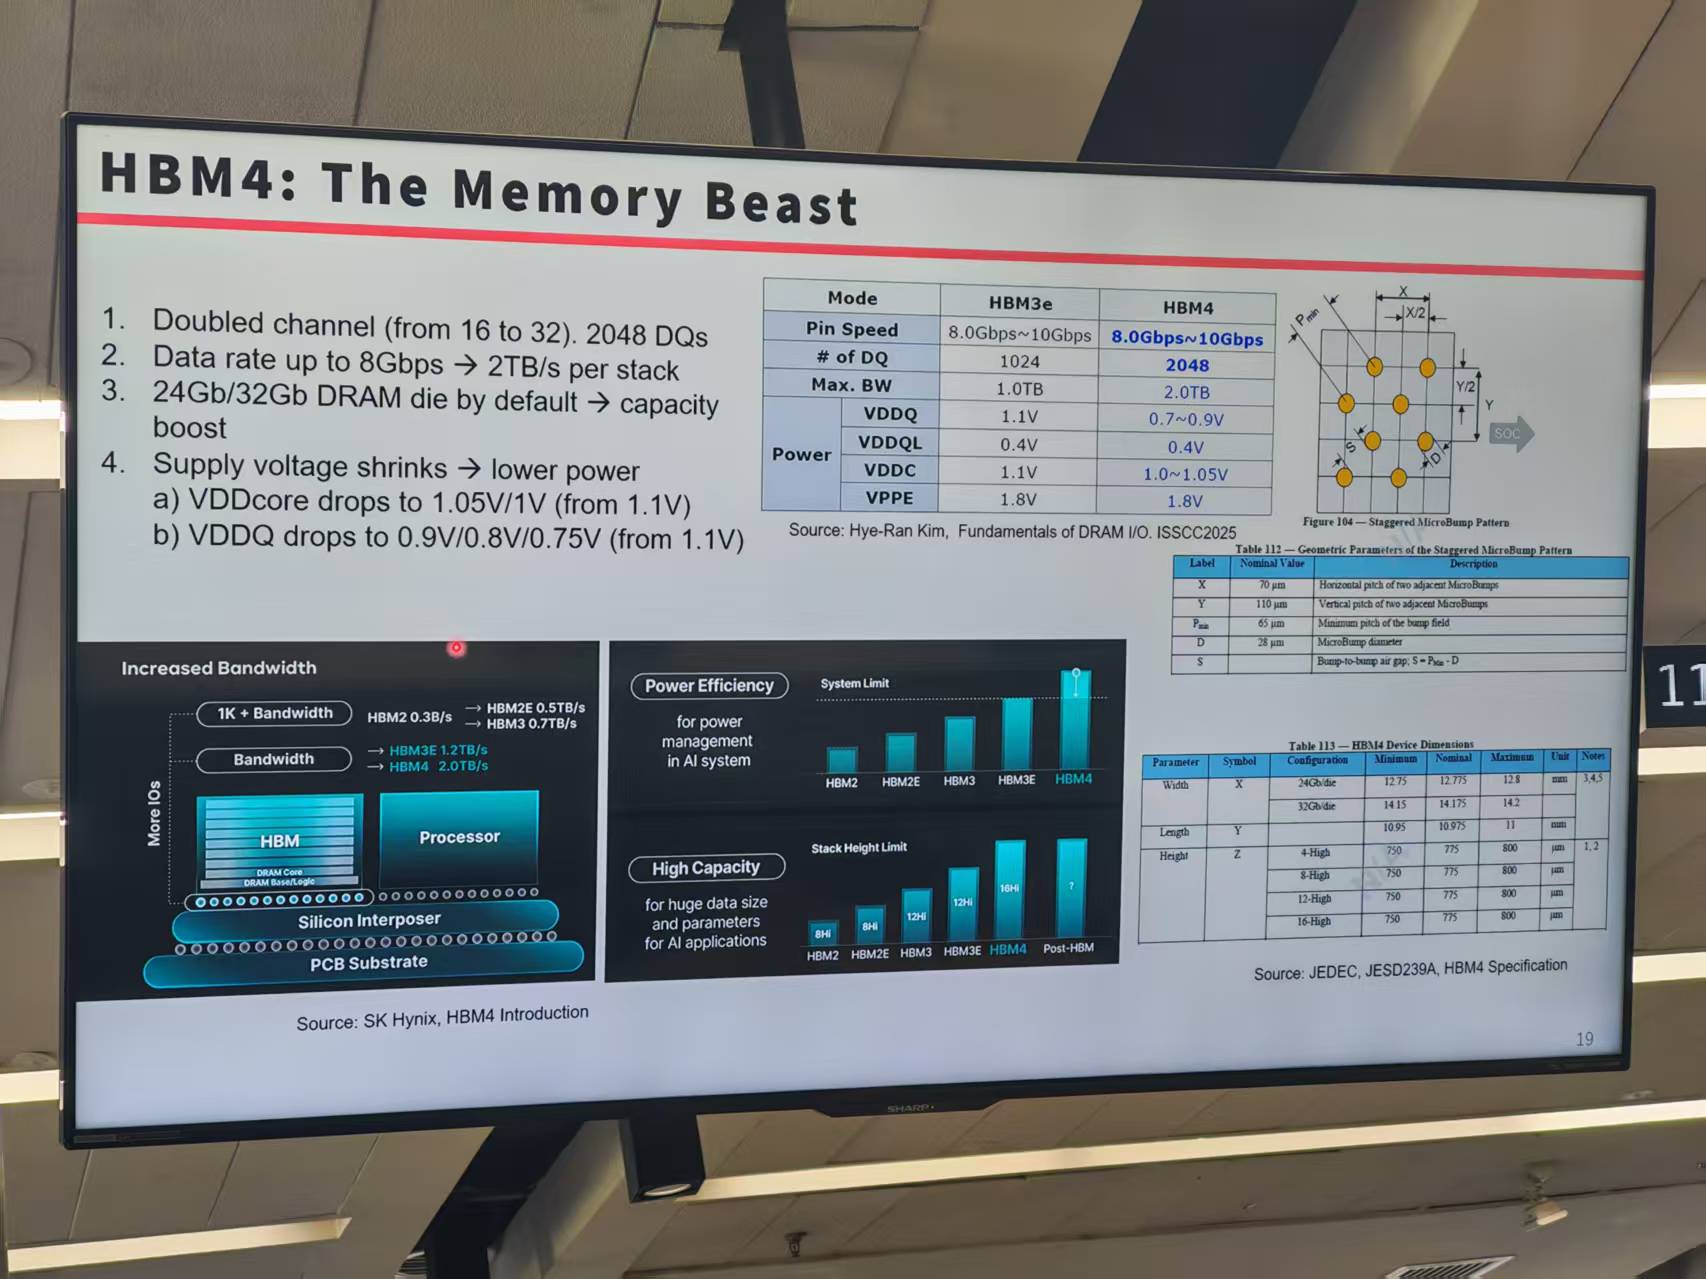 HBM4: The Memory Beast
1. Doubled channel (from 16 to 32). 2048 DQs
2. Data rate up to 8Gbps → 2TB/s per stack
3. 24Gb/32Gb DRAM die by default → capacity
boost
4. Supply voltage shrinks → lower power
a) VDDcore drops to 1.05V/1V (from 1.1V)
b) VDDQ drops to 0.9V/0.8V/0.75V (from 1.1V)
Mode HBM3e HBM4
Pin Speed 8.0Gbps~10Gbps 8.0Gbps~10Gbps
# of DQ 1024 2048
Max. BW 1.0TB 2.0TB
Power
VDDQ 1.1V 0.7~0.9V
VDDQL 0.4V 0.4V
VDDC 1.1V 1.0~1.05V
VPPE 1.8V 1.8V
Source: Hye-Ran Kim, Fundamentals of DRAM I/O. ISSCC2025
X
X/2
Pmin
Y/2
Y
S
D
SOC
Figure 104 — Staggered MicroBump Pattern
Table 112 — Geometric Parameters of the Staggered MicroBump Pattern
Label Nominal Value Description
X 70 μm Horizontal pitch of two adjacent MicroBumps
Y 110 μm Vertical pitch of two adjacent MicroBumps
Pmin 65 μm Minimum pitch of the bump field
D 28 μm MicroBump diameter
S Bump-to-bump air gap; S = PMin - D
Increased Bandwidth
1K + Bandwidth
HBM2 0.3B/s → HBM2E 0.5TB/s
→ HBM3 0.7TB/s
Bandwidth
→ HBM3E 1.2TB/s
→ HBM4 2.0TB/s
More IOs
HBM
DRAM Core
DRAM Base/Logic
Processor
Silicon Interposer
PCB Substrate
Source: SK Hynix, HBM4 Introduction
Power Efficiency
for power
management
in AI system
System Limit
HBM2 HBM2E HBM3 HBM3E HBM4
High Capacity
for huge data size
and parameters
for AI applications
Stack Height Limit
8Hi 8Hi 12Hi 12Hi 16Hi ?
HBM2 HBM2E HBM3 HBM3E HBM4 Post-HBM
Table 113 — HBM4 Device Dimensions
Parameter Symbol Configuration Minimum Nominal Maximum Unit Notes
Width X 24Gb/die 12.75 12.775 12.8 mm 3,4,5
32Gb/die 14.15 14.175 14.2
Length Y 10.95 10.975 11 mm
Height Z 4-High 750 775 800 μm 1, 2
8-High 750 775 800 μm
12-High 750 775 800 μm
16-High 750 775 800 μm
Source: JEDEC, JESD239A, HBM4 Specification
19
SHARP
11